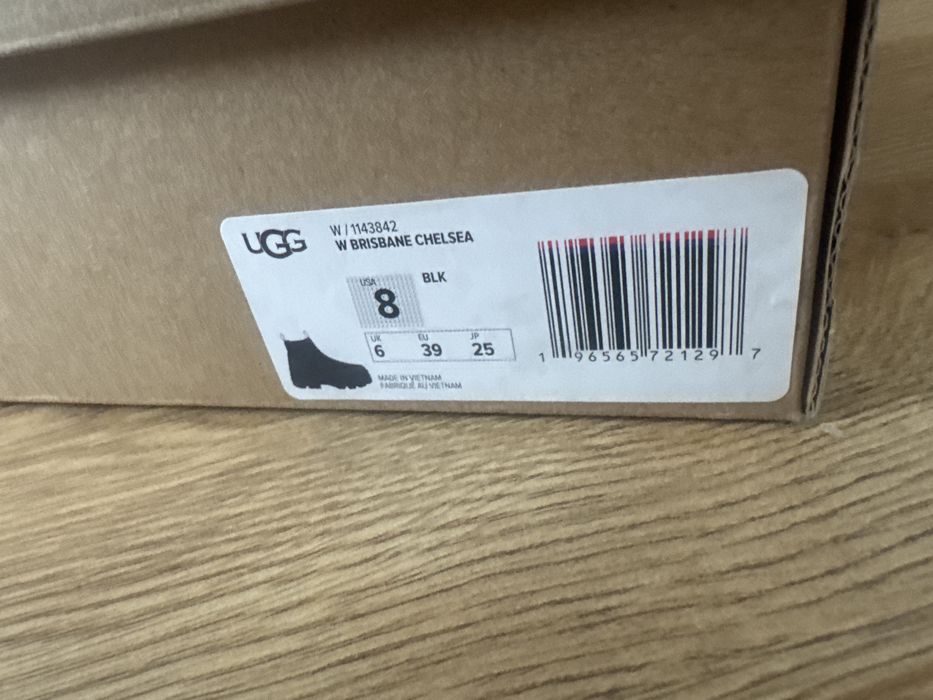 UGG
W / 1143842
W BRISBANE CHELSEA
USA
8
BLK
UK EU JP
6 39 25
MADE IN VIETNAM
FABRIQUÉ AU VIETNAM
1 96565 72129 7